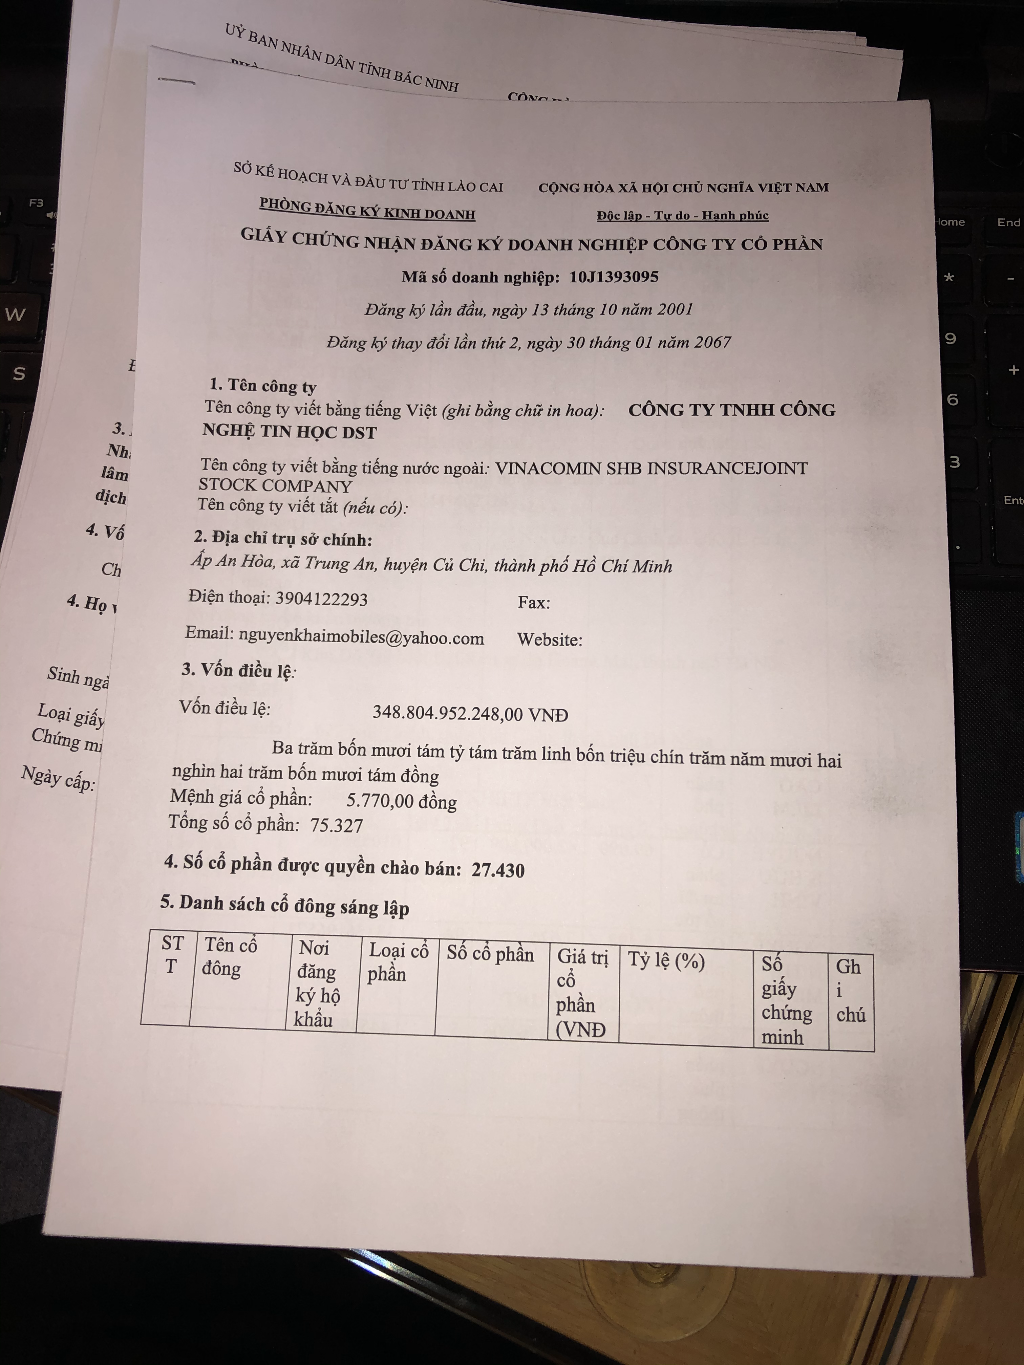 UỶ BAN NHÂN DÂN TỈNH BẮC NINH
SỞ KẾ HOẠCH VÀ ĐẦU TƯ TỈNH LÀO CAI
CỘNG HÒA XÃ HỘI CHỦ NGHĨA VIỆT NAM
PHÒNG ĐĂNG KÝ KINH DOANH
Độc lập - Tự do - Hạnh phúc
GIẤY CHỨNG NHẬN ĐĂNG KÝ DOANH NGHIỆP CÔNG TY CỔ PHẦN
Mã số doanh nghiệp: 10J1393095
Đăng ký lần đầu, ngày 13 tháng 10 năm 2001
Đăng ký thay đổi lần thứ 2, ngày 30 tháng 01 năm 2067
1. Tên công ty
Tên công ty viết bằng tiếng Việt (ghi bằng chữ in hoa): CÔNG TY TNHH CÔNG
NGHỆ TIN HỌC DST
Tên công ty viết bằng tiếng nước ngoài: VINACOMIN SHB INSURANCEJOINT
STOCK COMPANY
Tên công ty viết tắt (nếu có):
2. Địa chỉ trụ sở chính:
Ấp An Hòa, xã Trung An, huyện Củ Chi, thành phố Hồ Chí Minh
Điện thoại: 3904122293
Fax:
Email: nguyenkhaimobiles@yahoo.com
Website:
3. Vốn điều lệ:
Vốn điều lệ: 348.804.952.248,00 VNĐ
Ba trăm bốn mươi tám tỷ tám trăm linh bốn triệu chín trăm năm mươi hai
nghìn hai trăm bốn mươi tám đồng
Mệnh giá cổ phần: 5.770,00 đồng
Tổng số cổ phần: 75.327
4. Số cổ phần được quyền chào bán: 27.430
5. Danh sách cổ đông sáng lập
ST
T
Tên cổ
đông
Nơi
đăng
ký hộ
khẩu
Loại cổ
phần
Số cổ phần
Giá trị
cổ
phần
(VNĐ
Tỷ lệ (%)
Số
giấy
chứng
minh
Gh
i
chú
3.
lâm
dịch
4. Vố
Ch
4. Họ
Sinh ngà
Loại giấy
Chứng mi
Ngày cấp:
F3
W
S
Home
End
*
-
9
+
6
3
.